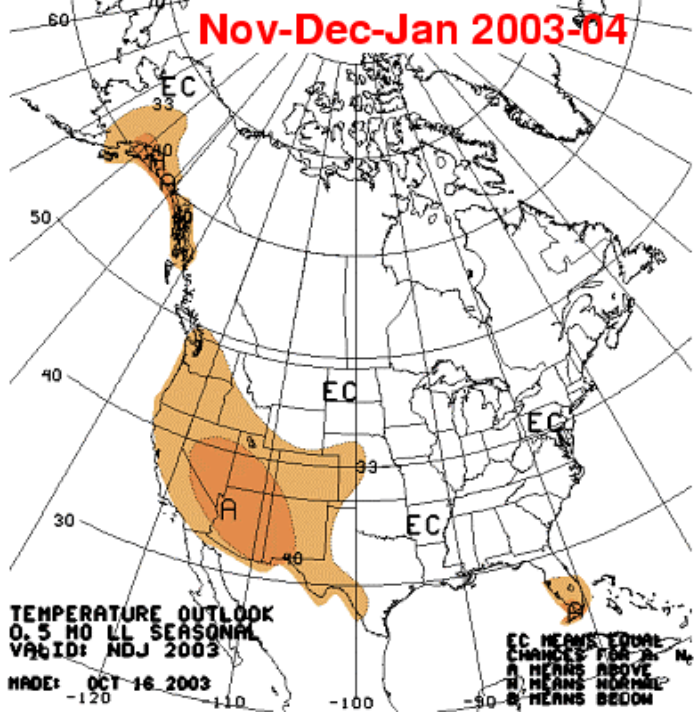 Nov-Dec-Jan 2003-04
60
70
EC
33
40
A
50
40
40
EC
EC
33
A
EC
30
40
A
TEMPERATURE OUTLOOK
0.5 MO LL SEASONAL
VALID: NDJ 2003
MADE: OCT 16 2003
-120
-110
-100
-90
EC MEANS EQUAL
CHANCES FOR A, N,
A MEANS ABOVE
N MEANS NORMAL
B MEANS BELOW